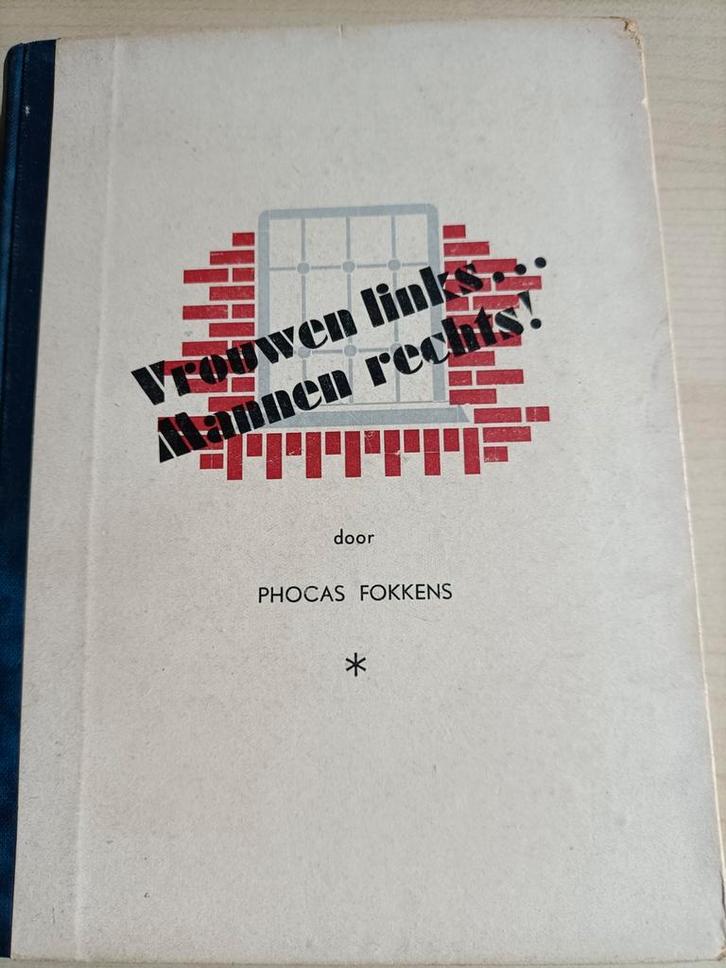 Vrouwen links...
Mannen rechts!
door
PHOCAS FOKKENS
*